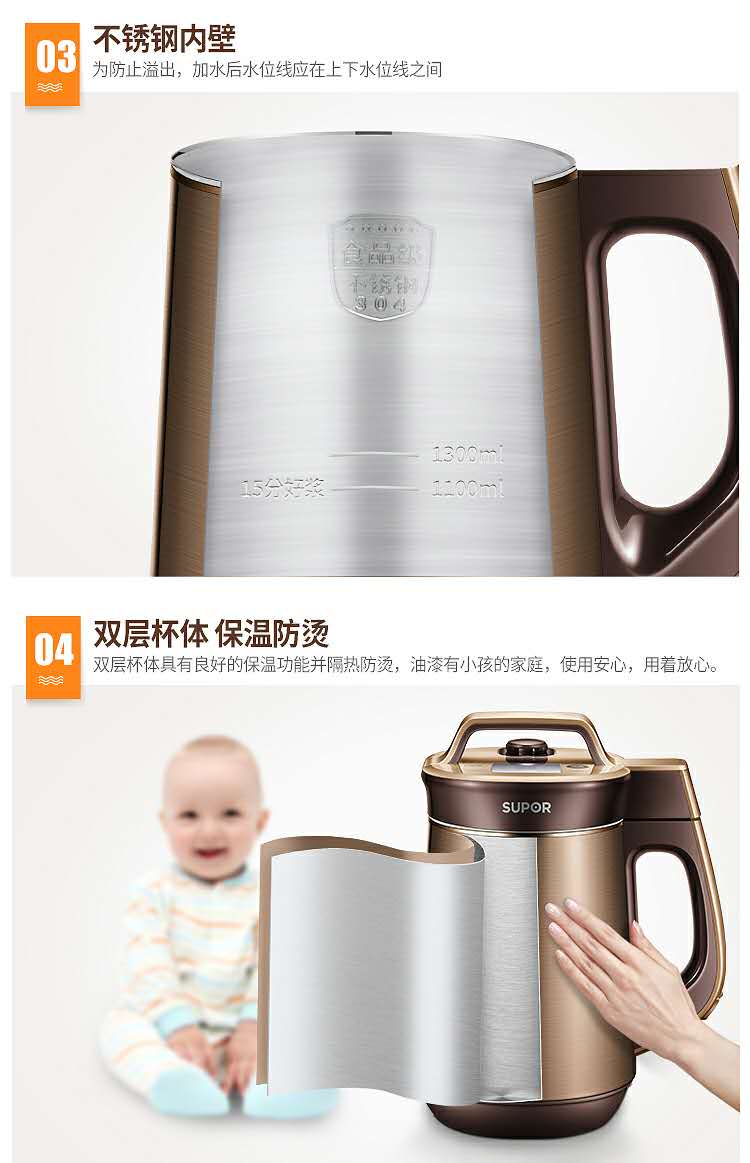 03
不锈钢内壁
为防止溢出，加水后水位线应在上下水位线之间
食品级
不锈钢
304
1300ml
15分好浆 1100ml
04
双层杯体 保温防烫
双层杯体具有良好的保温功能并隔热防烫，油漆有小孩的家庭，使用安心，用着放心。
SUPOR